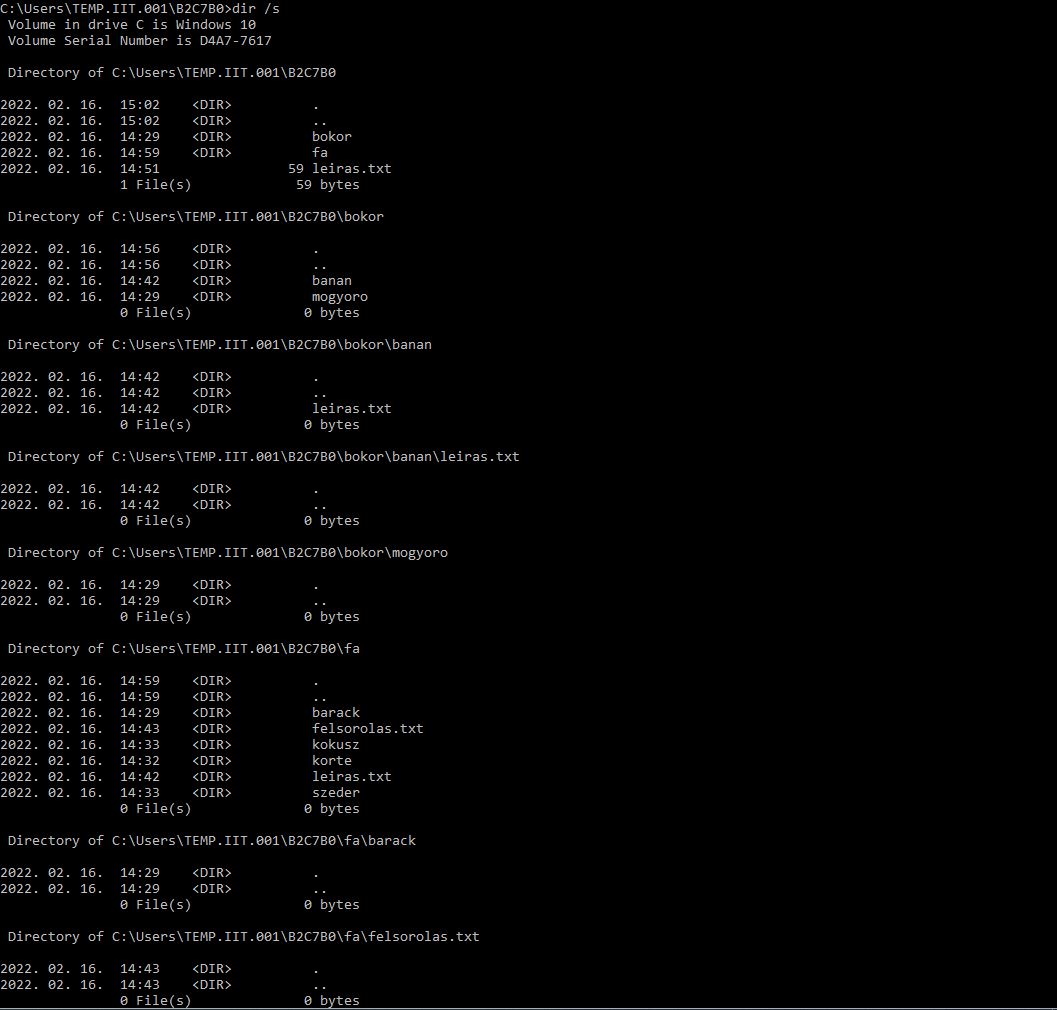 C:\Users\TEMP.IIT.001\B2C7B0>dir /s
 Volume in drive C is Windows 10
 Volume Serial Number is D4A7-7617

 Directory of C:\Users\TEMP.IIT.001\B2C7B0

2022. 02. 16.  15:02    <DIR>          .
2022. 02. 16.  15:02    <DIR>          ..
2022. 02. 16.  14:29    <DIR>          bokor
2022. 02. 16.  14:59    <DIR>          fa
2022. 02. 16.  14:51                59 leiras.txt
               1 File(s)             59 bytes

 Directory of C:\Users\TEMP.IIT.001\B2C7B0\bokor

2022. 02. 16.  14:56    <DIR>          .
2022. 02. 16.  14:56    <DIR>          ..
2022. 02. 16.  14:42    <DIR>          banan
2022. 02. 16.  14:29    <DIR>          mogyoro
               0 File(s)              0 bytes

 Directory of C:\Users\TEMP.IIT.001\B2C7B0\bokor\banan

2022. 02. 16.  14:42    <DIR>          .
2022. 02. 16.  14:42    <DIR>          ..
2022. 02. 16.  14:42    <DIR>          leiras.txt
               0 File(s)              0 bytes

 Directory of C:\Users\TEMP.IIT.001\B2C7B0\bokor\banan\leiras.txt

2022. 02. 16.  14:42    <DIR>          .
2022. 02. 16.  14:42    <DIR>          ..
               0 File(s)              0 bytes

 Directory of C:\Users\TEMP.IIT.001\B2C7B0\bokor\mogyoro

2022. 02. 16.  14:29    <DIR>          .
2022. 02. 16.  14:29    <DIR>          ..
               0 File(s)              0 bytes

 Directory of C:\Users\TEMP.IIT.001\B2C7B0\fa

2022. 02. 16.  14:59    <DIR>          .
2022. 02. 16.  14:59    <DIR>          ..
2022. 02. 16.  14:29    <DIR>          barack
2022. 02. 16.  14:43    <DIR>          felsorolas.txt
2022. 02. 16.  14:33    <DIR>          kokusz
2022. 02. 16.  14:32    <DIR>          korte
2022. 02. 16.  14:42    <DIR>          leiras.txt
2022. 02. 16.  14:33    <DIR>          szeder
               0 File(s)              0 bytes

 Directory of C:\Users\TEMP.IIT.001\B2C7B0\fa\barack

2022. 02. 16.  14:29    <DIR>          .
2022. 02. 16.  14:29    <DIR>          ..
               0 File(s)              0 bytes

 Directory of C:\Users\TEMP.IIT.001\B2C7B0\fa\felsorolas.txt

2022. 02. 16.  14:43    <DIR>          .
2022. 02. 16.  14:43    <DIR>          ..
               0 File(s)              0 bytes